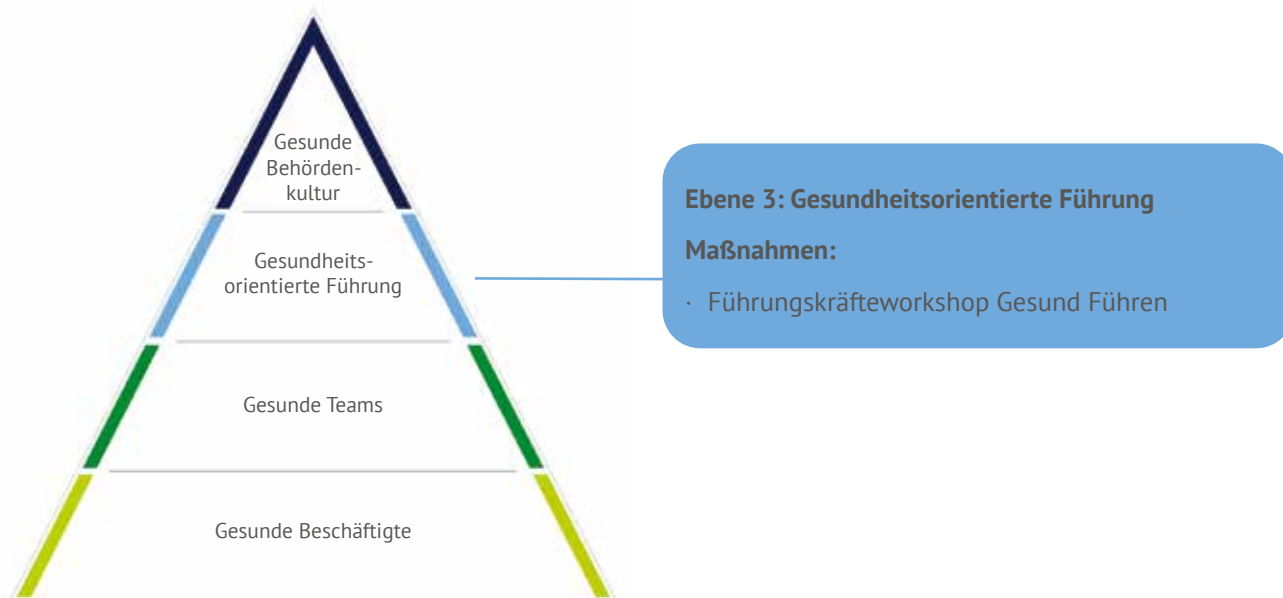 Gesunde
Behörden-
kultur
Gesundheits-
orientierte Führung
Gesunde Teams
Gesunde Beschäftigte
Ebene 3: Gesundheitsorientierte Führung
Maßnahmen:
· Führungskräfteworkshop Gesund Führen